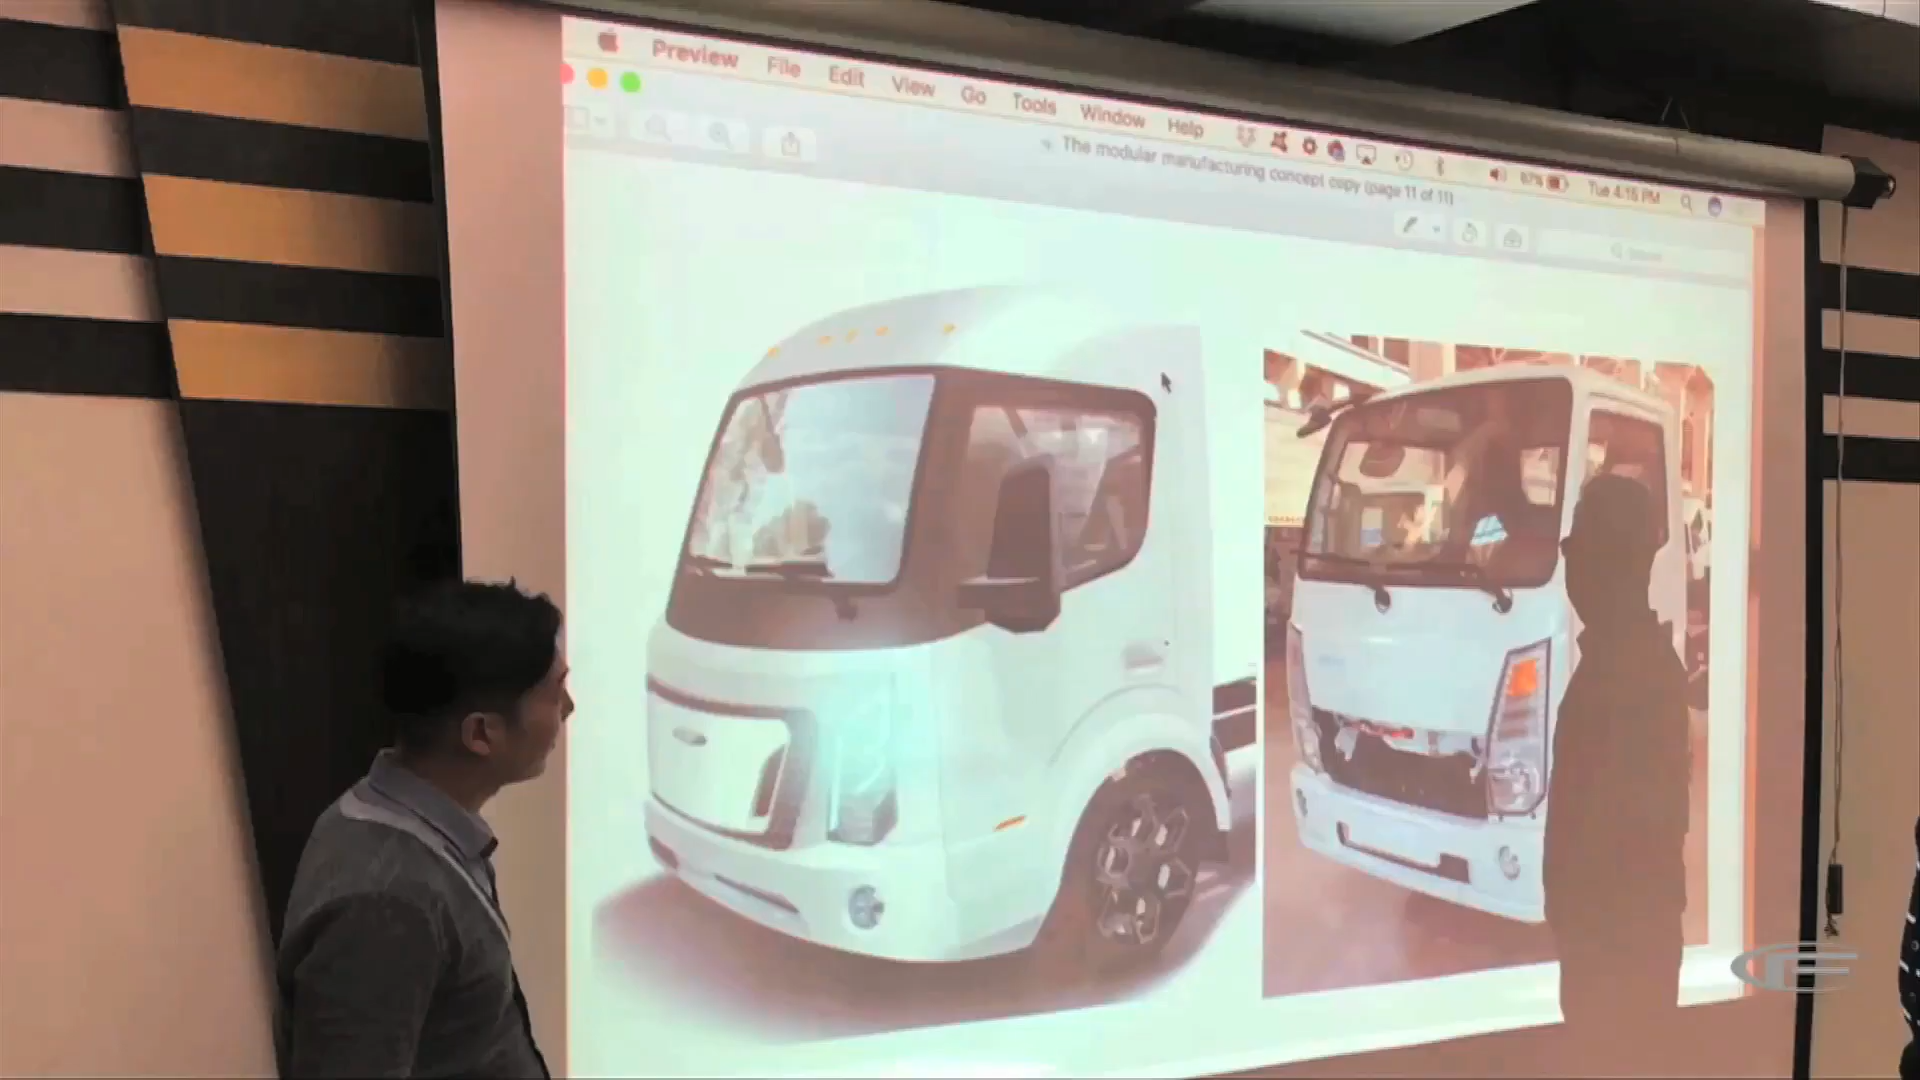 Preview File Edit View Go Tools Window Help 97% Tue 4:15 PM
The modular manufacturing concept copy (page 11 of 11)